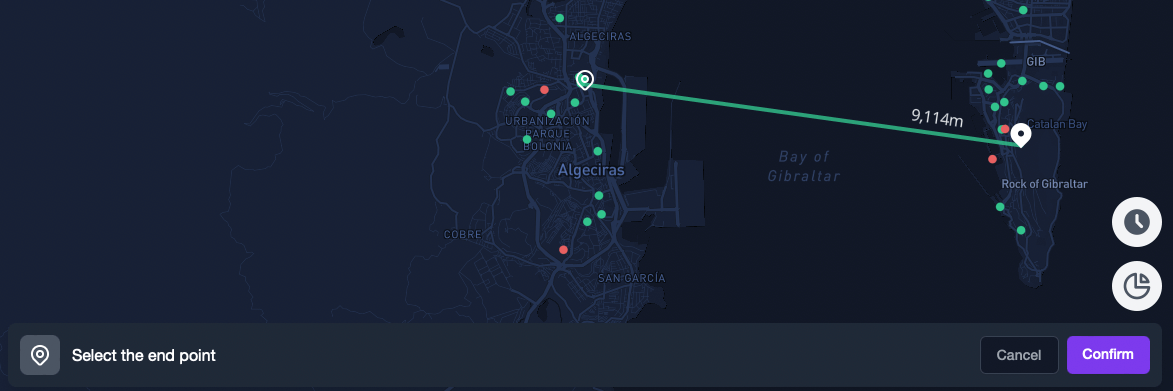 ALGECIRAS
GIB
9,114m
Catalan Bay
URBANIZACIÓN
PARQUE
BOLONIA
Bay of
Gibraltar
Algeciras
Rock of Gibraltar
COBRE
SAN GARCÍA
Select the end point
Cancel
Confirm